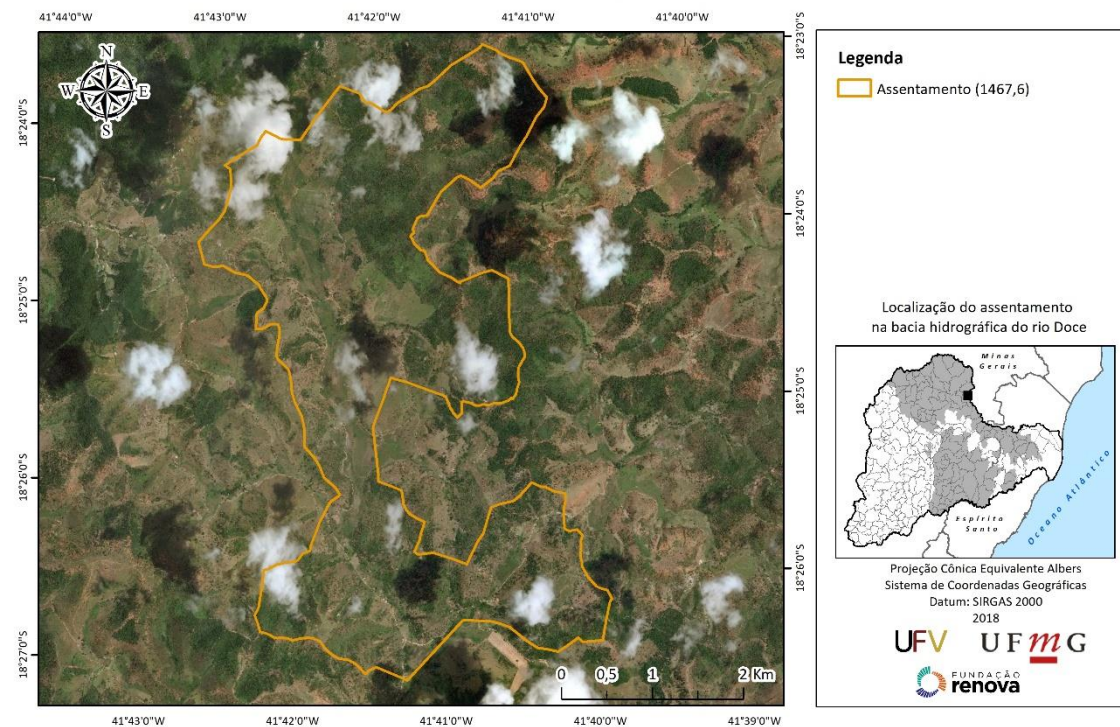 41°44'0"W 41°43'0"W 41°42'0"W 41°41'0"W 41°40'0"W
18°24'0"S
18°25'0"S
18°26'0"S
18°27'0"S
N
W E
S
18°23'0"S
18°24'0"S
18°25'0"S
18°26'0"S
0 0,5 1 2 Km
41°43'0"W 41°42'0"W 41°41'0"W 41°40'0"W 41°39'0"W
Legenda
Assentamento (1467,6)
Localização do assentamento
na bacia hidrográfica do rio Doce
Minas
Gerais
Espírito
Santo
Oceano Atlântico
Projeção Cônica Equivalente Albers
Sistema de Coordenadas Geográficas
Datum: SIRGAS 2000
2018
UFV UFmG
FUNDAÇÃO
renova